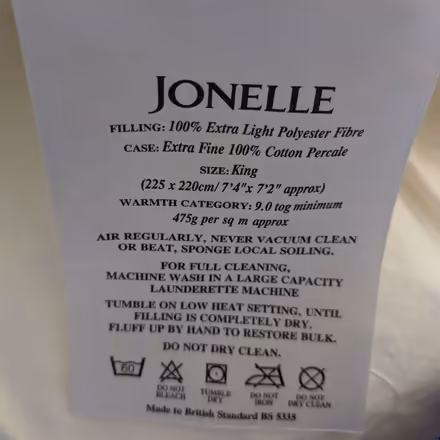 JONELLE
FILLING: 100% Extra Light Polyester Fibre
CASE: Extra Fine 100% Cotton Percale
SIZE: King
(225 x 220cm/ 7'4"x 7'2" approx)
WARMTH CATEGORY: 9.0 tog minimum
475g per sq m approx
AIR REGULARLY, NEVER VACUUM CLEAN
OR BEAT, SPONGE LOCAL SOILING.
FOR FULL CLEANING,
MACHINE WASH IN A LARGE CAPACITY
LAUNDERETTE MACHINE
TUMBLE ON LOW HEAT SETTING, UNTIL
FILLING IS COMPLETELY DRY.
FLUFF UP BY HAND TO RESTORE BULK.
DO NOT DRY CLEAN.
60
DO NOT BLEACH
TUMBLE DRY
DO NOT IRON
DO NOT DRY CLEAN
Made to British Standard BS 5335